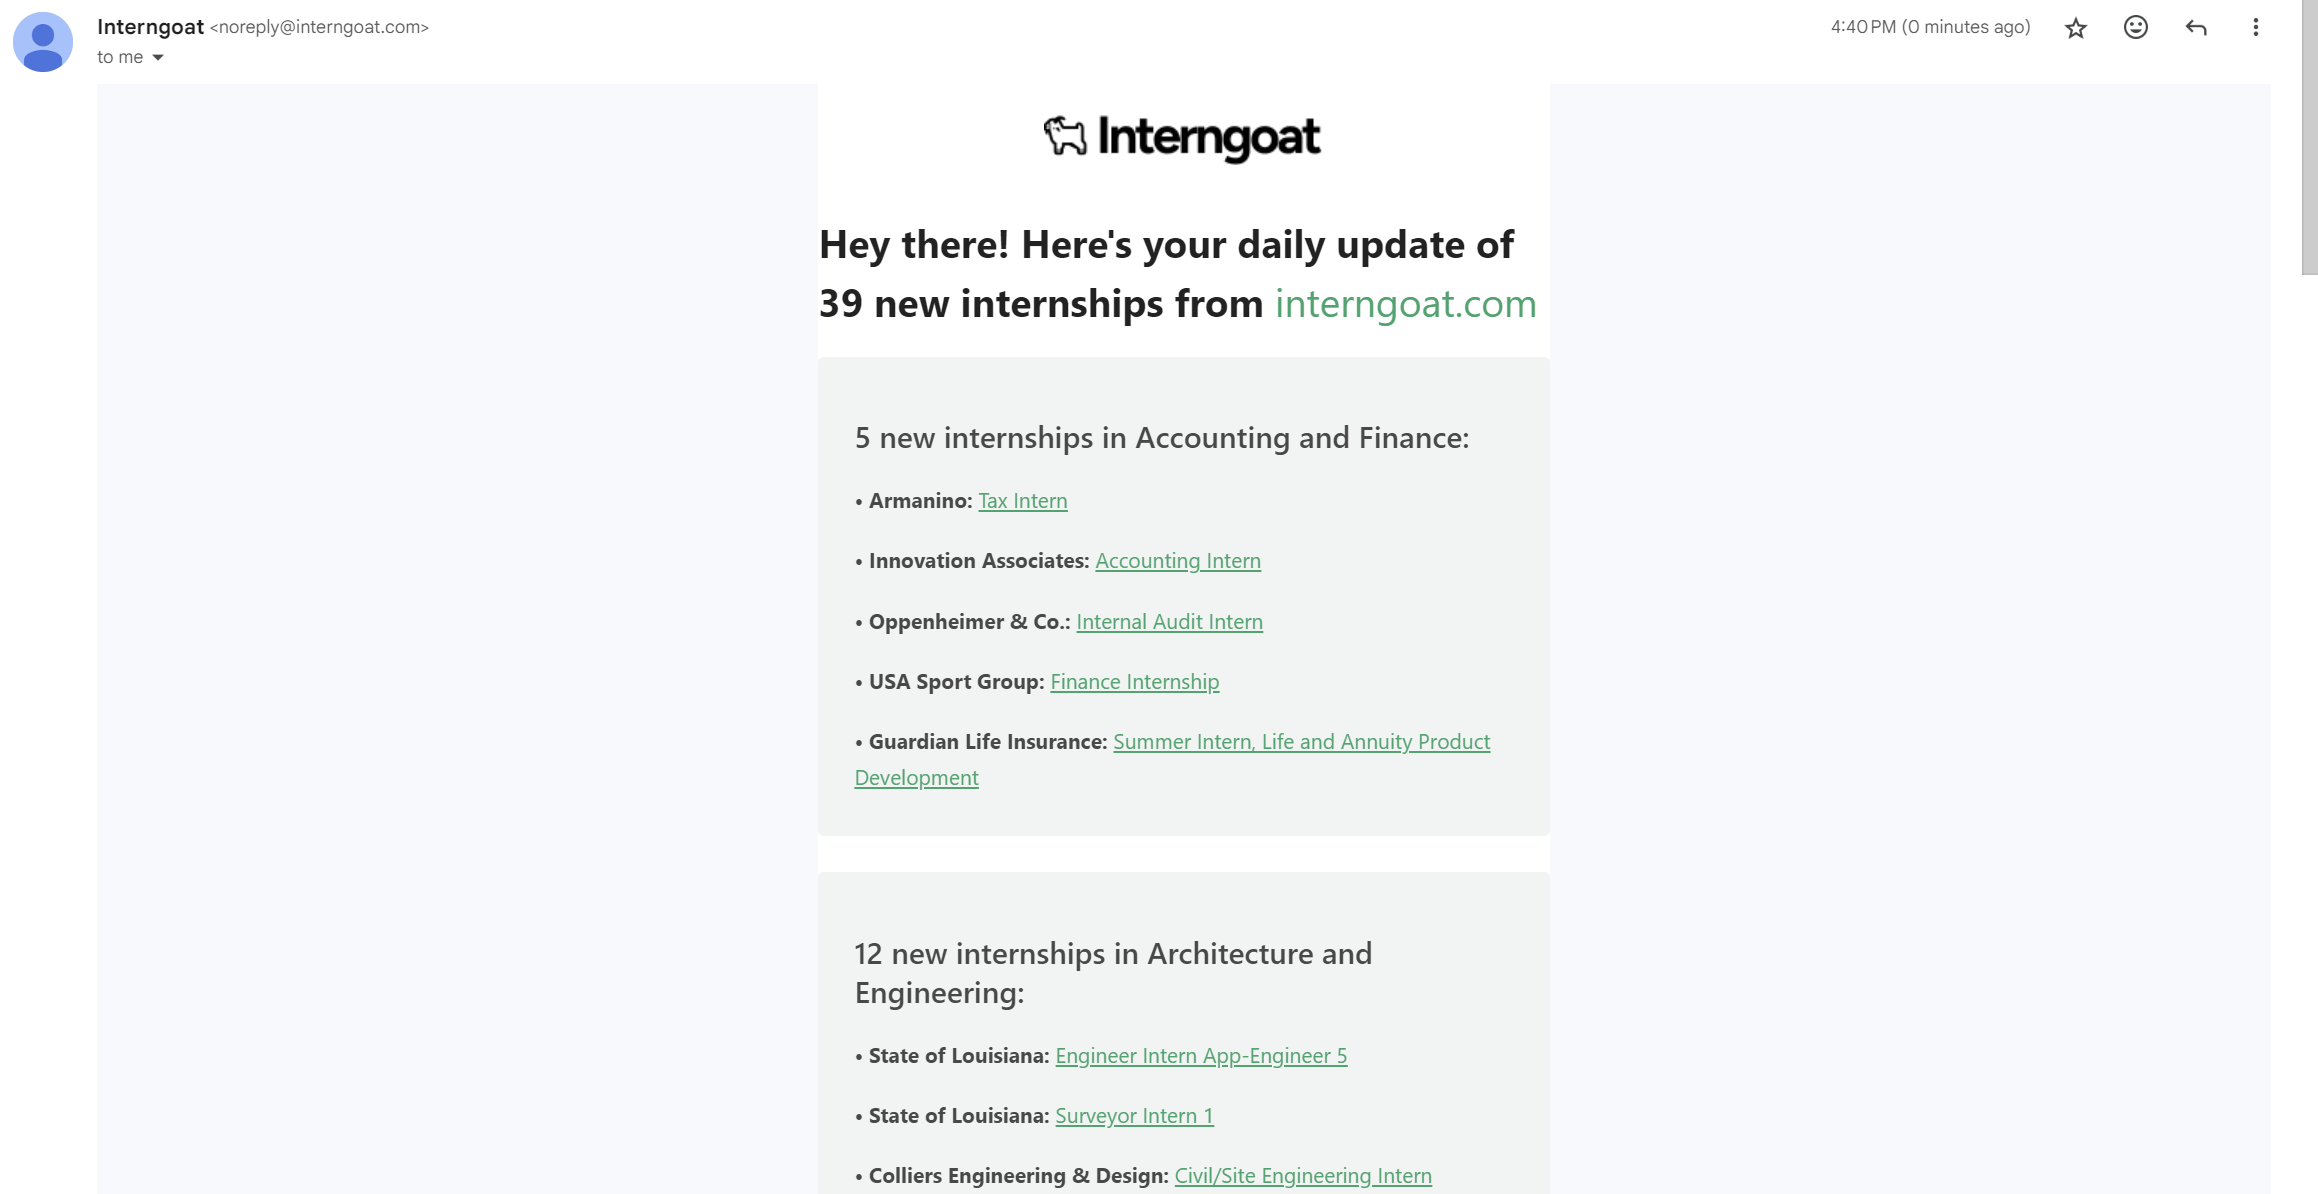 Interngoat <noreply@interngoat.com>
4:40 PM (0 minutes ago)
to me
Interngoat
Hey there! Here's your daily update of
39 new internships from interngoat.com
5 new internships in Accounting and Finance:
• Armanino: Tax Intern
• Innovation Associates: Accounting Intern
• Oppenheimer & Co.: Internal Audit Intern
• USA Sport Group: Finance Internship
• Guardian Life Insurance: Summer Intern, Life and Annuity Product
Development
12 new internships in Architecture and
Engineering:
• State of Louisiana: Engineer Intern App-Engineer 5
• State of Louisiana: Surveyor Intern 1
• Colliers Engineering & Design: Civil/Site Engineering Intern